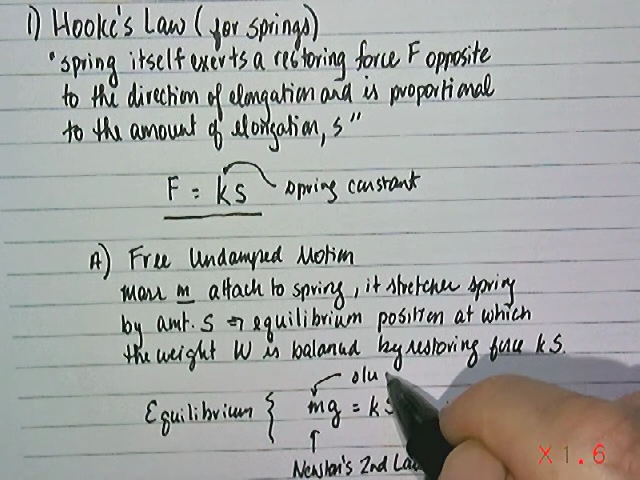 1) Hooke's Law (for springs)
"spring itself exerts a restoring force F opposite
to the direction of elongation and is proportional
to the amount of elongation, s"
F = ks spring constant
A) Free Undamped Motion
mass m attach to spring, it stretches spring
by amt. s ⇒ equilibrium position at which
the weight W is balanced by restoring force ks.
slu
Equilibrium { mg = ks
Newton's 2nd Law
X1.6